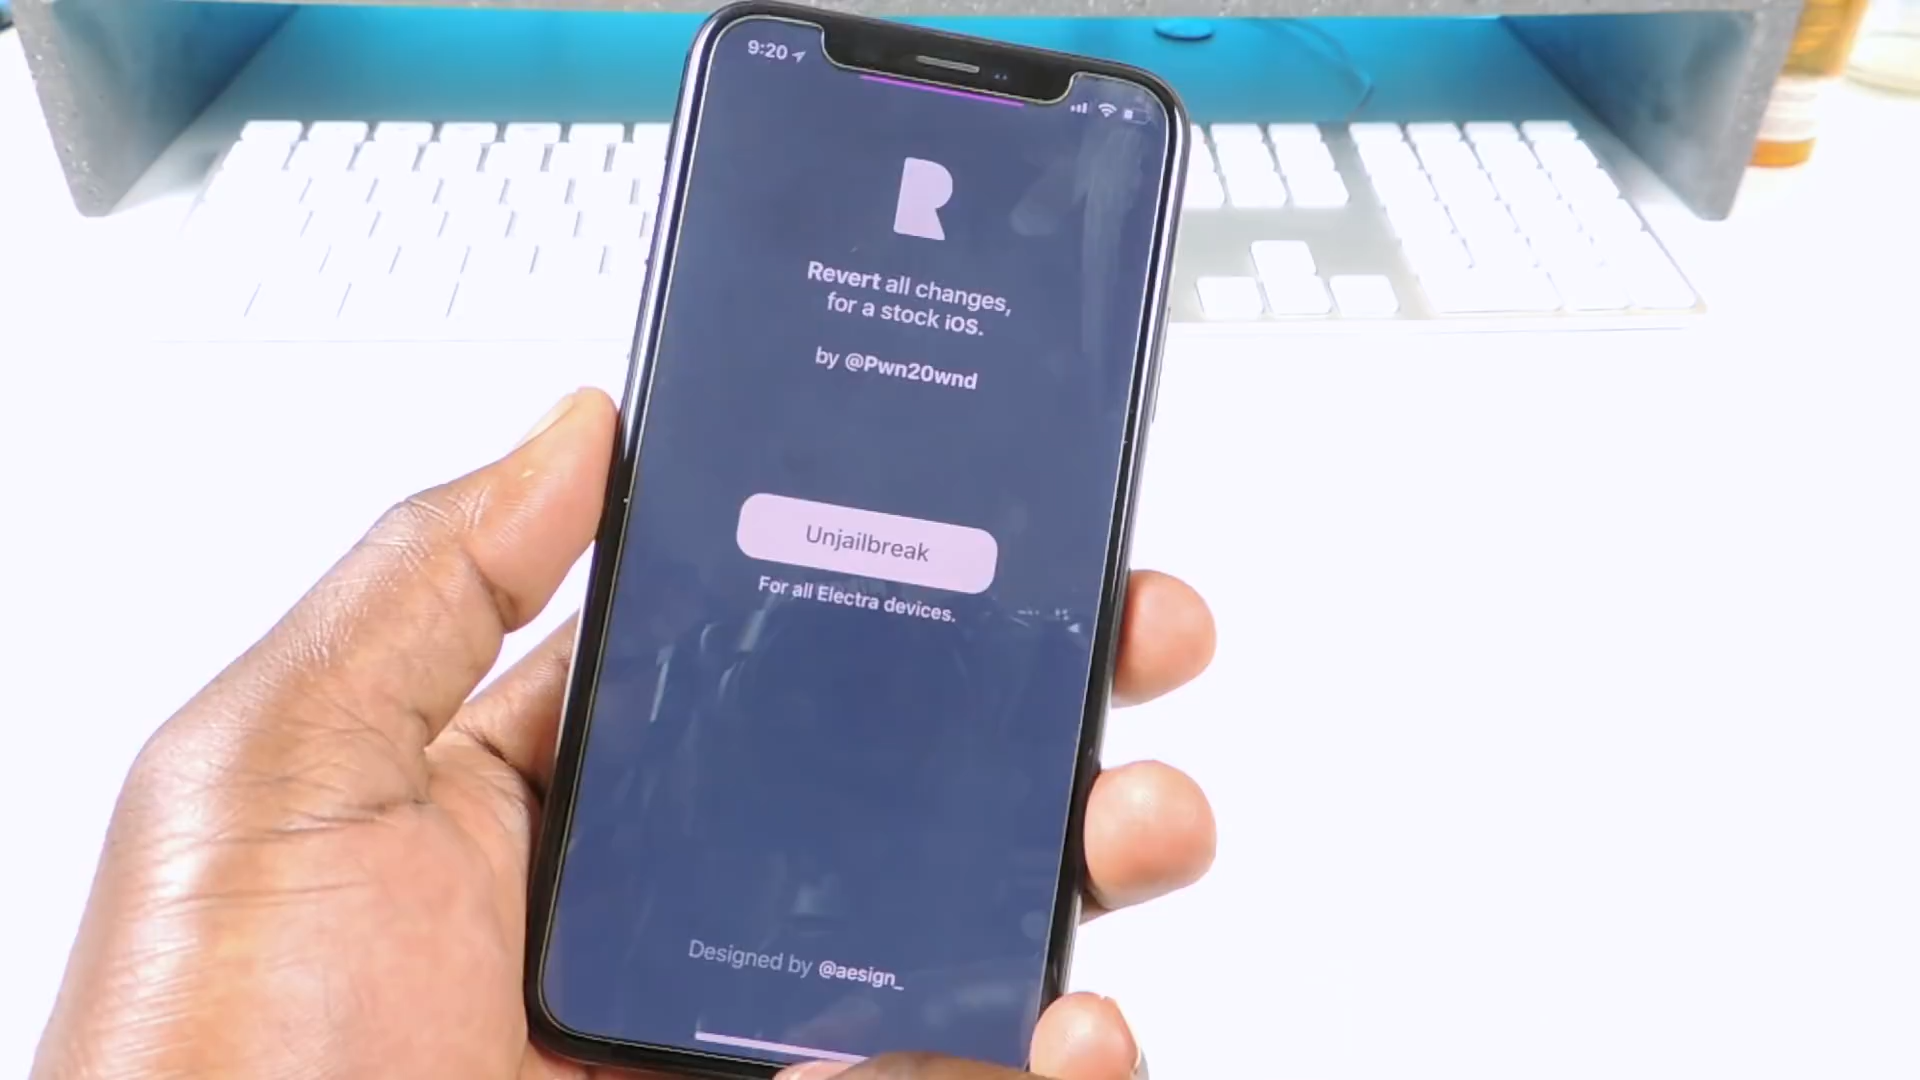 9:20
R
Revert all changes,
for a stock iOS.
by @Pwn20wnd
Unjailbreak
For all Electra devices.
Designed by @aesign_